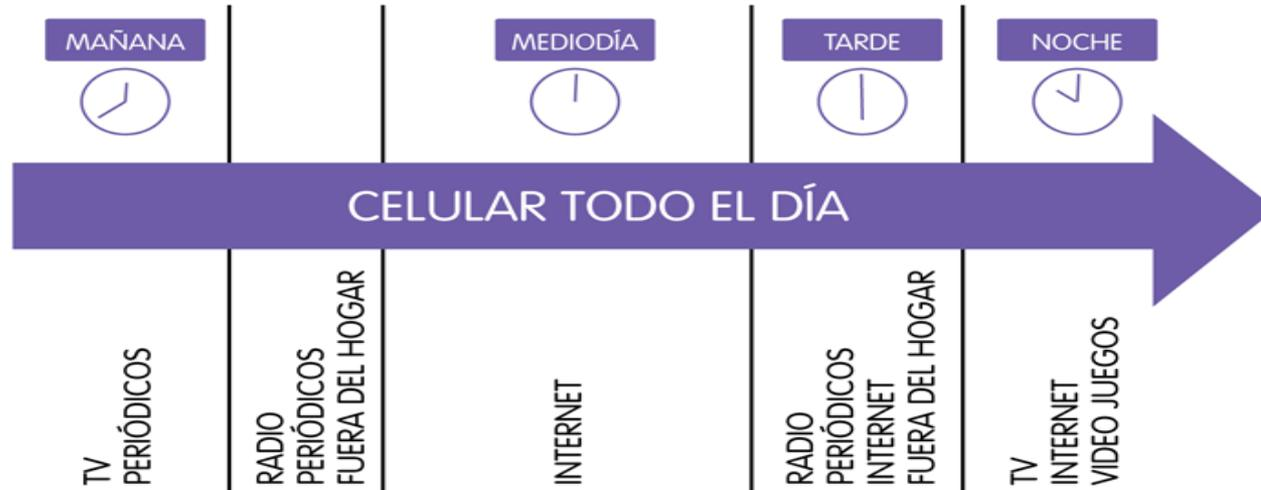 MAÑANA
MEDIODÍA
TARDE
NOCHE
CELULAR TODO EL DÍA
TV
PERIÓDICOS
RADIO
PERIÓDICOS
FUERA DEL HOGAR
INTERNET
RADIO
PERIÓDICOS
INTERNET
FUERA DEL HOGAR
TV
INTERNET
VIDEO JUEGOS